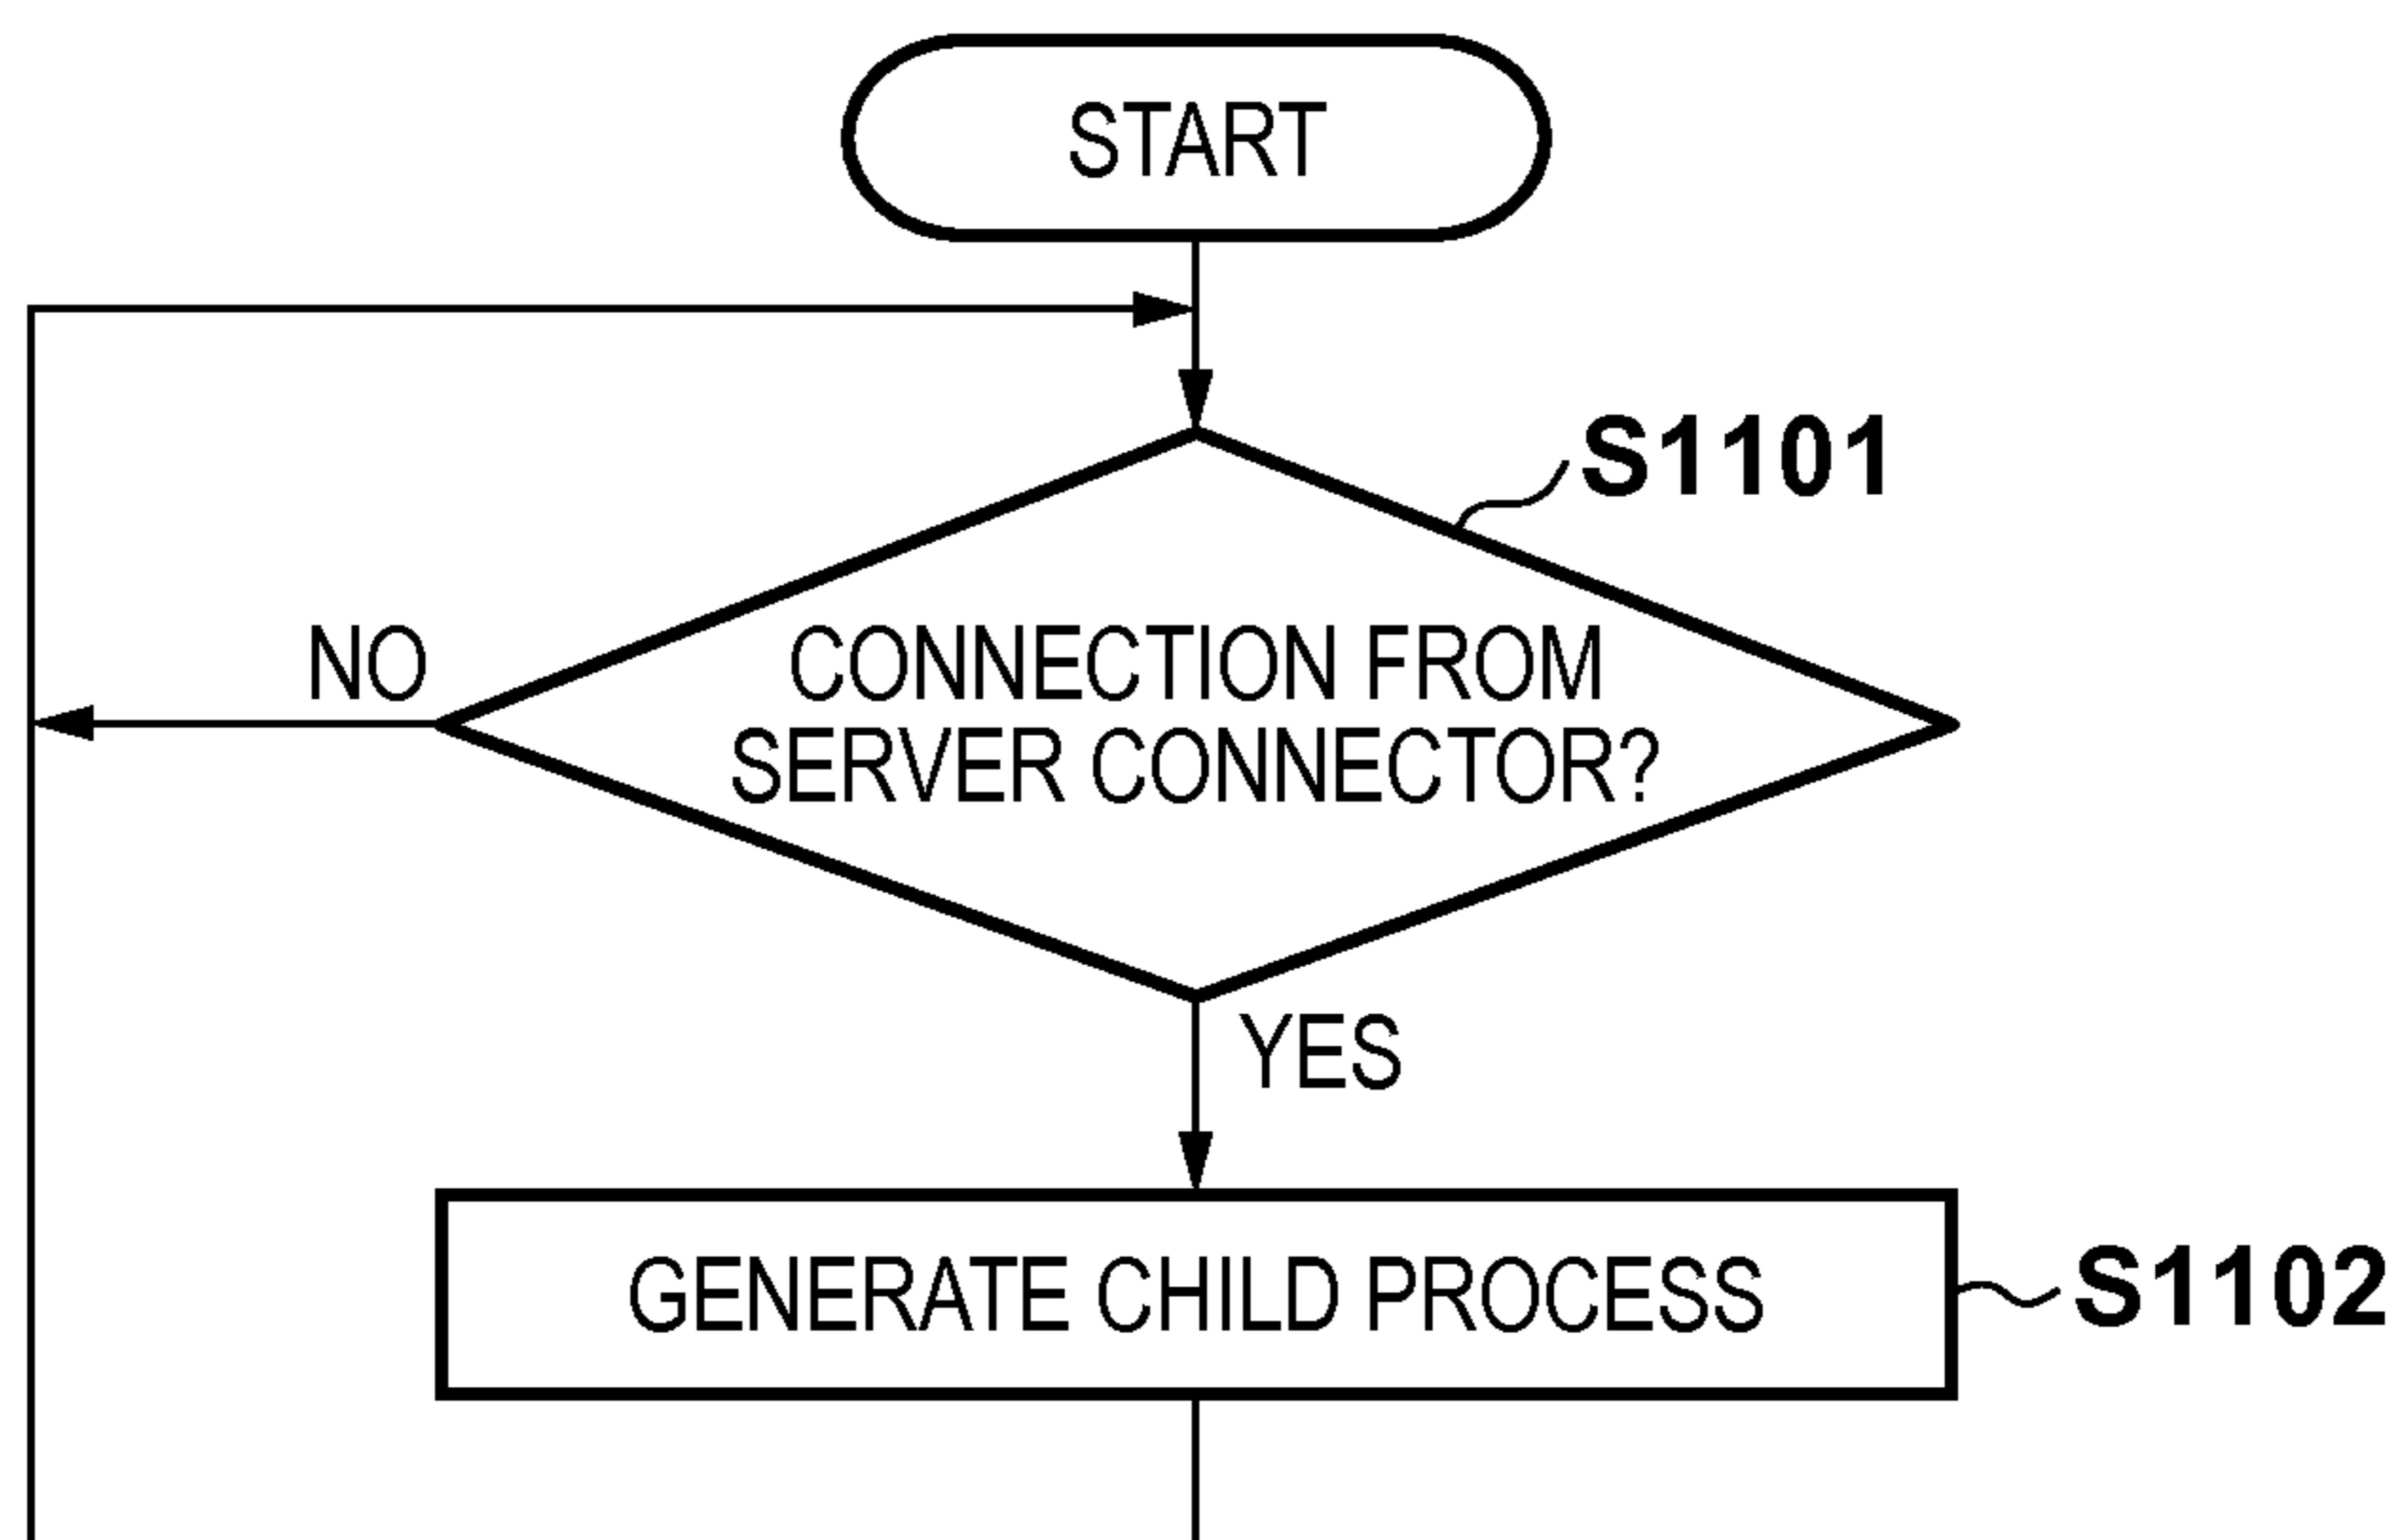 START
S1101
NO
CONNECTION FROM
SERVER CONNECTOR?
YES
GENERATE CHILD PROCESS
S1102